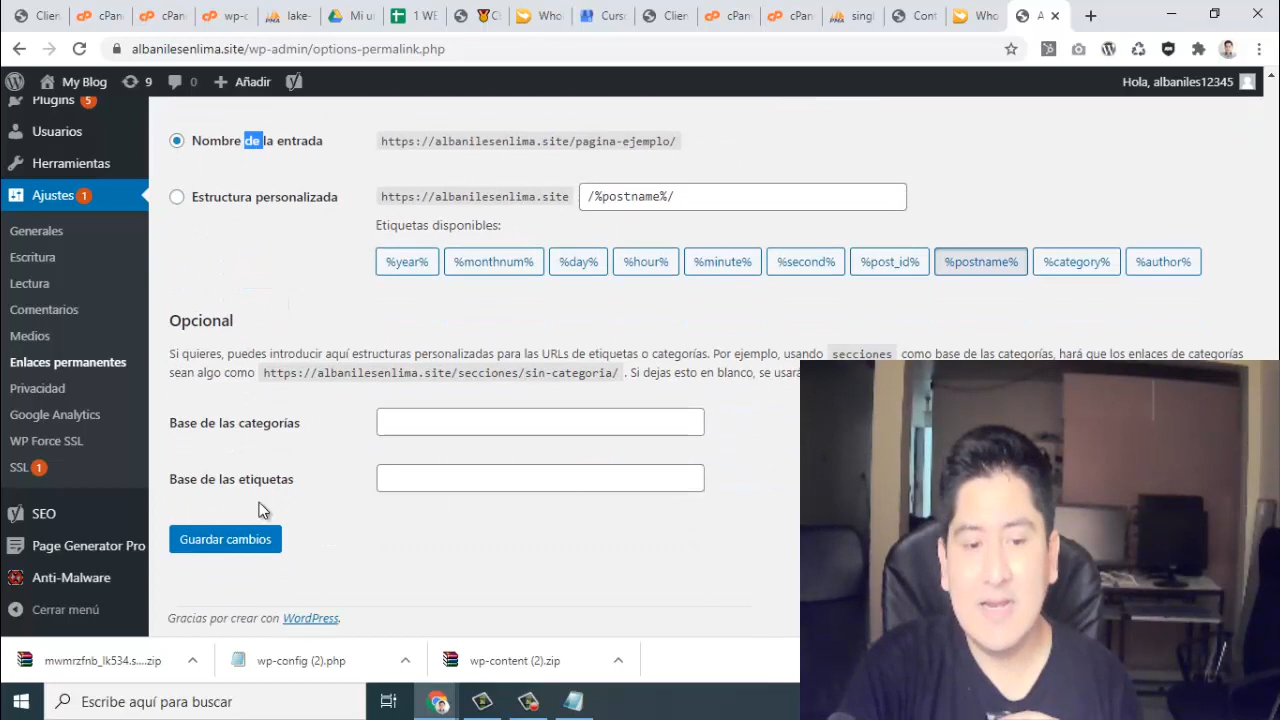 Clien
cPan
cPan
wp-c
lake-
Mi u
1 WE
C
Who
Curso
Clien
cPan
cPan
singl
Cont
Who
A
albanilesenlima.site/wp-admin/options-permalink.php
My Blog
9
0
Añadir
Hola, albaniles12345
Plugins 5
Usuarios
Herramientas
Ajustes 1
Generales
Escritura
Lectura
Comentarios
Medios
Enlaces permanentes
Privacidad
Google Analytics
WP Force SSL
SSL 1
SEO
Page Generator Pro
Anti-Malware
Cerrar menú
Nombre de la entrada
https://albanilesenlima.site/pagina-ejemplo/
Estructura personalizada
https://albanilesenlima.site
/%postname%/
Etiquetas disponibles:
%year%
%monthnum%
%day%
%hour%
%minute%
%second%
%post_id%
%postname%
%category%
%author%
Opcional
Si quieres, puedes introducir aquí estructuras personalizadas para las URLs de etiquetas o categorías. Por ejemplo, usando secciones como base de las categorías, hará que los enlaces de categorías
sean algo como https://albanilesenlima.site/secciones/sin-categoria/ . Si dejas esto en blanco, se usará
Base de las categorías
Base de las etiquetas
Guardar cambios
Gracias por crear con WordPress.
mwmrzfnb_lk534.s....zip
wp-config (2).php
wp-content (2).zip
Escribe aquí para buscar